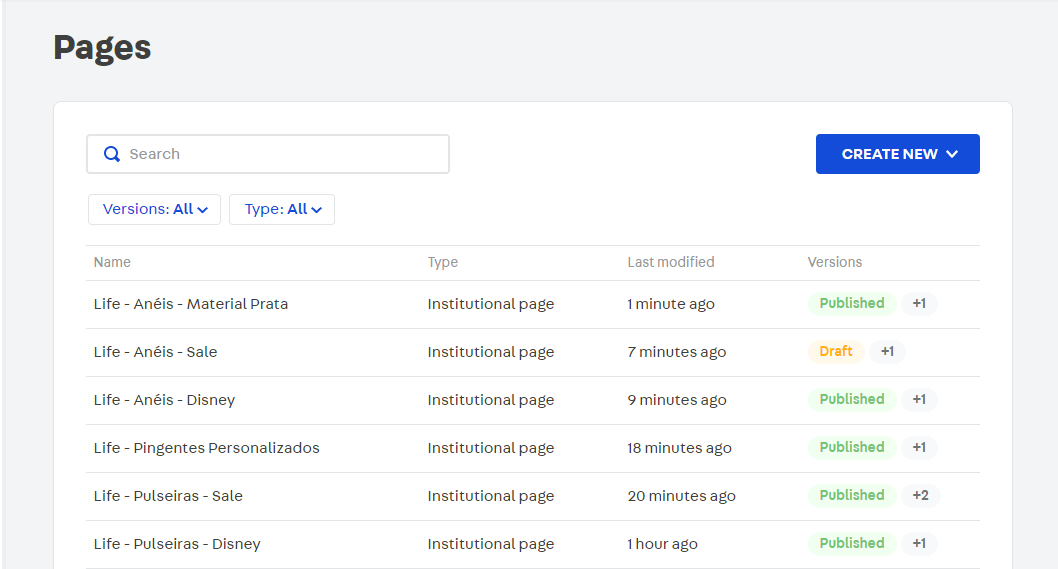 Pages
Search
CREATE NEW
Versions: All Type: All
Name Type Last modified Versions
Life - Anéis - Material Prata Institutional page 1 minute ago Published +1
Life - Anéis - Sale Institutional page 7 minutes ago Draft +1
Life - Anéis - Disney Institutional page 9 minutes ago Published +1
Life - Pingentes Personalizados Institutional page 18 minutes ago Published +1
Life - Pulseiras - Sale Institutional page 20 minutes ago Published +2
Life - Pulseiras - Disney Institutional page 1 hour ago Published +1